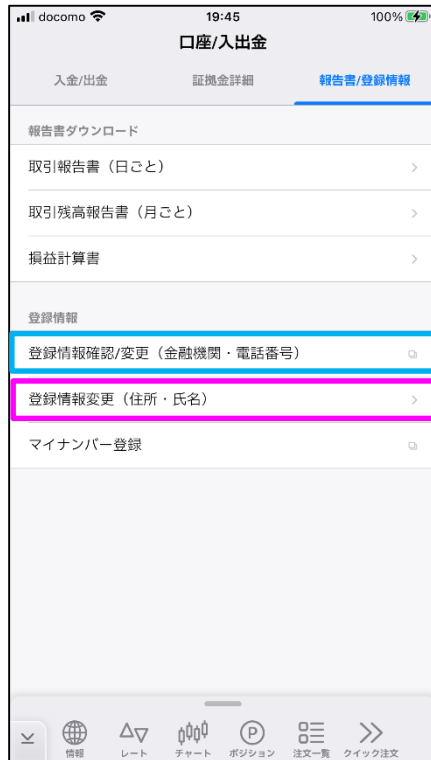 docomo 19:45 100%
口座/入出金
入金/出金 証拠金詳細 報告書/登録情報
報告書ダウンロード
取引報告書（日ごと）
取引残高報告書（月ごと）
損益計算書
登録情報
登録情報確認/変更（金融機関・電話番号）
登録情報変更（住所・氏名）
マイナンバー登録
P
情報 レート チャート ポジション 注文一覧 クイック注文